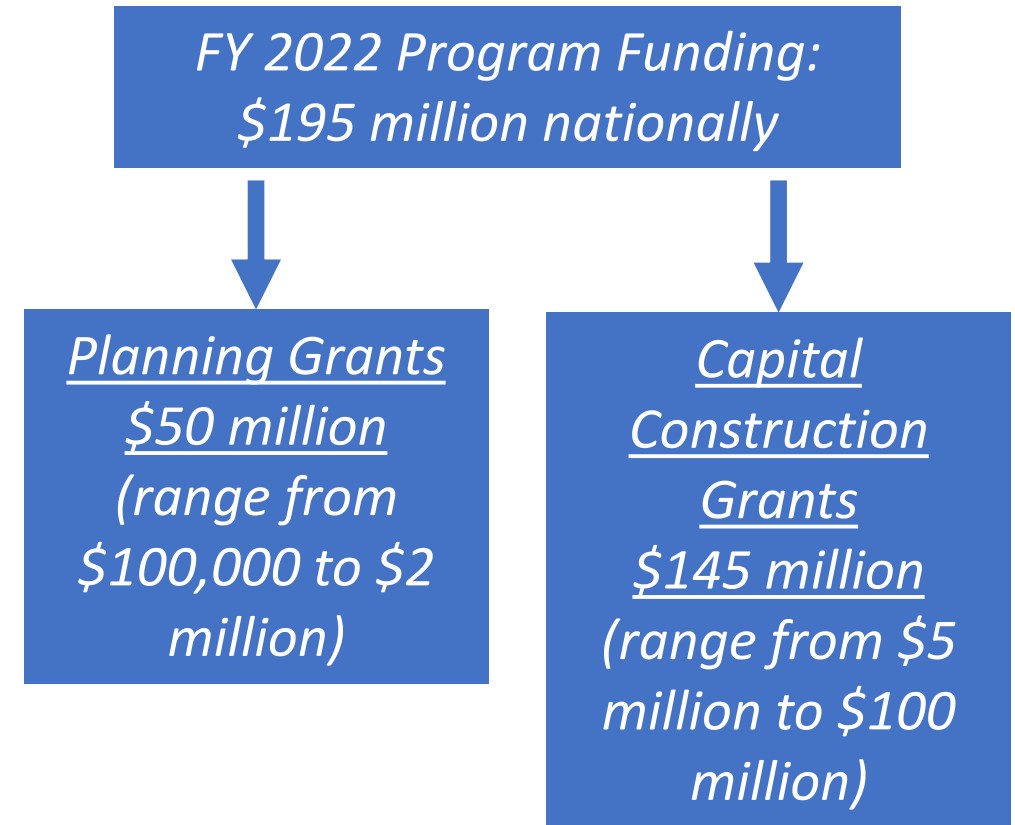 FY 2022 Program Funding:
$195 million nationally
Planning Grants
$50 million
(range from
$100,000 to $2
million)
Capital
Construction
Grants
$145 million
(range from $5
million to $100
million)